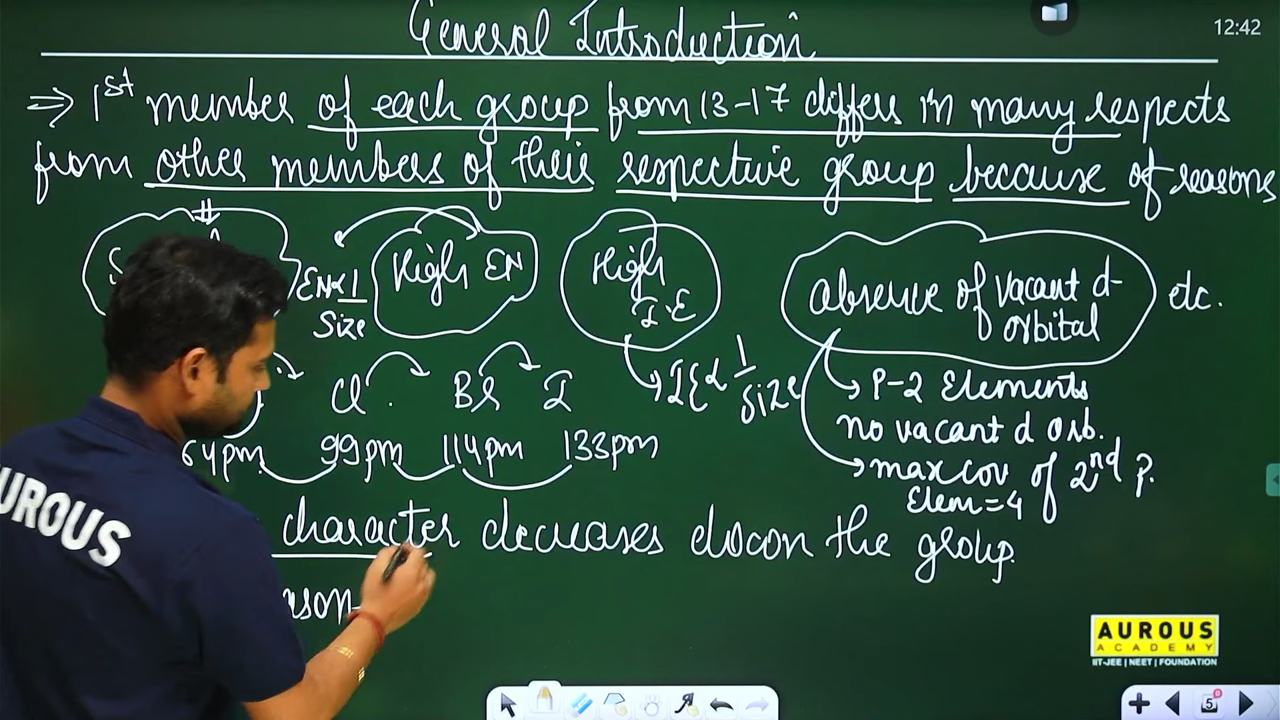 General Introduction
12:42
⇒ 1st member of each group from 13-17 differ in many respects
from other members of their respective group because of reasons
EN ∝ 1/Size
High EN
High I.E
absence of vacant d-orbital
etc.
Cl Br I
IE ∝ 1/Size
P-2 Elements
no vacant d orb.
64pm 99pm 114pm 133pm
max cov of 2nd P.
Elem = 4
character decreases down the group.
UROUS
AUROUS
ACADEMY
IIT-JEE | NEET | FOUNDATION
5